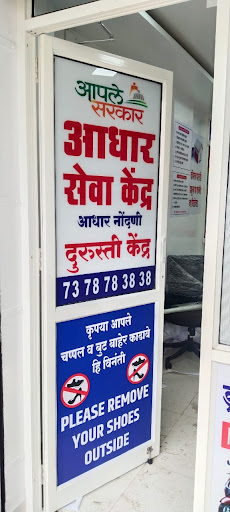 आपले
सरकार
आधार
सेवा केंद्र
आधार नोंदणी
दुरुस्ती केंद्र
73 78 78 38 38
कृपया आपले
चप्पल व बुट बाहेर काढावे
हि विनंती
PLEASE REMOVE
YOUR SHOES
OUTSIDE